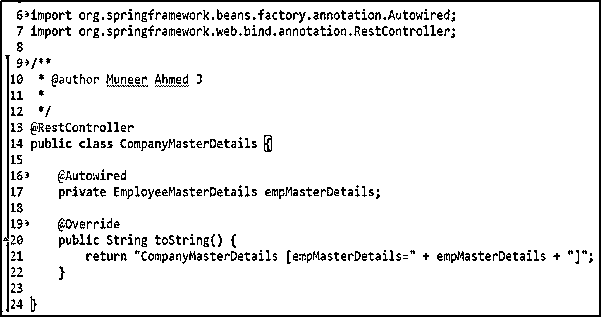 6 import org.springframework.beans.factory.annotation.Autowired;
7 import org.springframework.web.bind.annotation.RestController;
8
9 /**
10 * @author Muneer Ahmed J
11 *
12 */
13 @RestController
14 public class CompanyMasterDetails {
15
16 @Autowired
17 private EmployeeMasterDetails empMasterDetails;
18
19 @Override
20 public String toString() {
21 return "CompanyMasterDetails [empMasterDetails=" + empMasterDetails + "]";
22 }
23
24 }